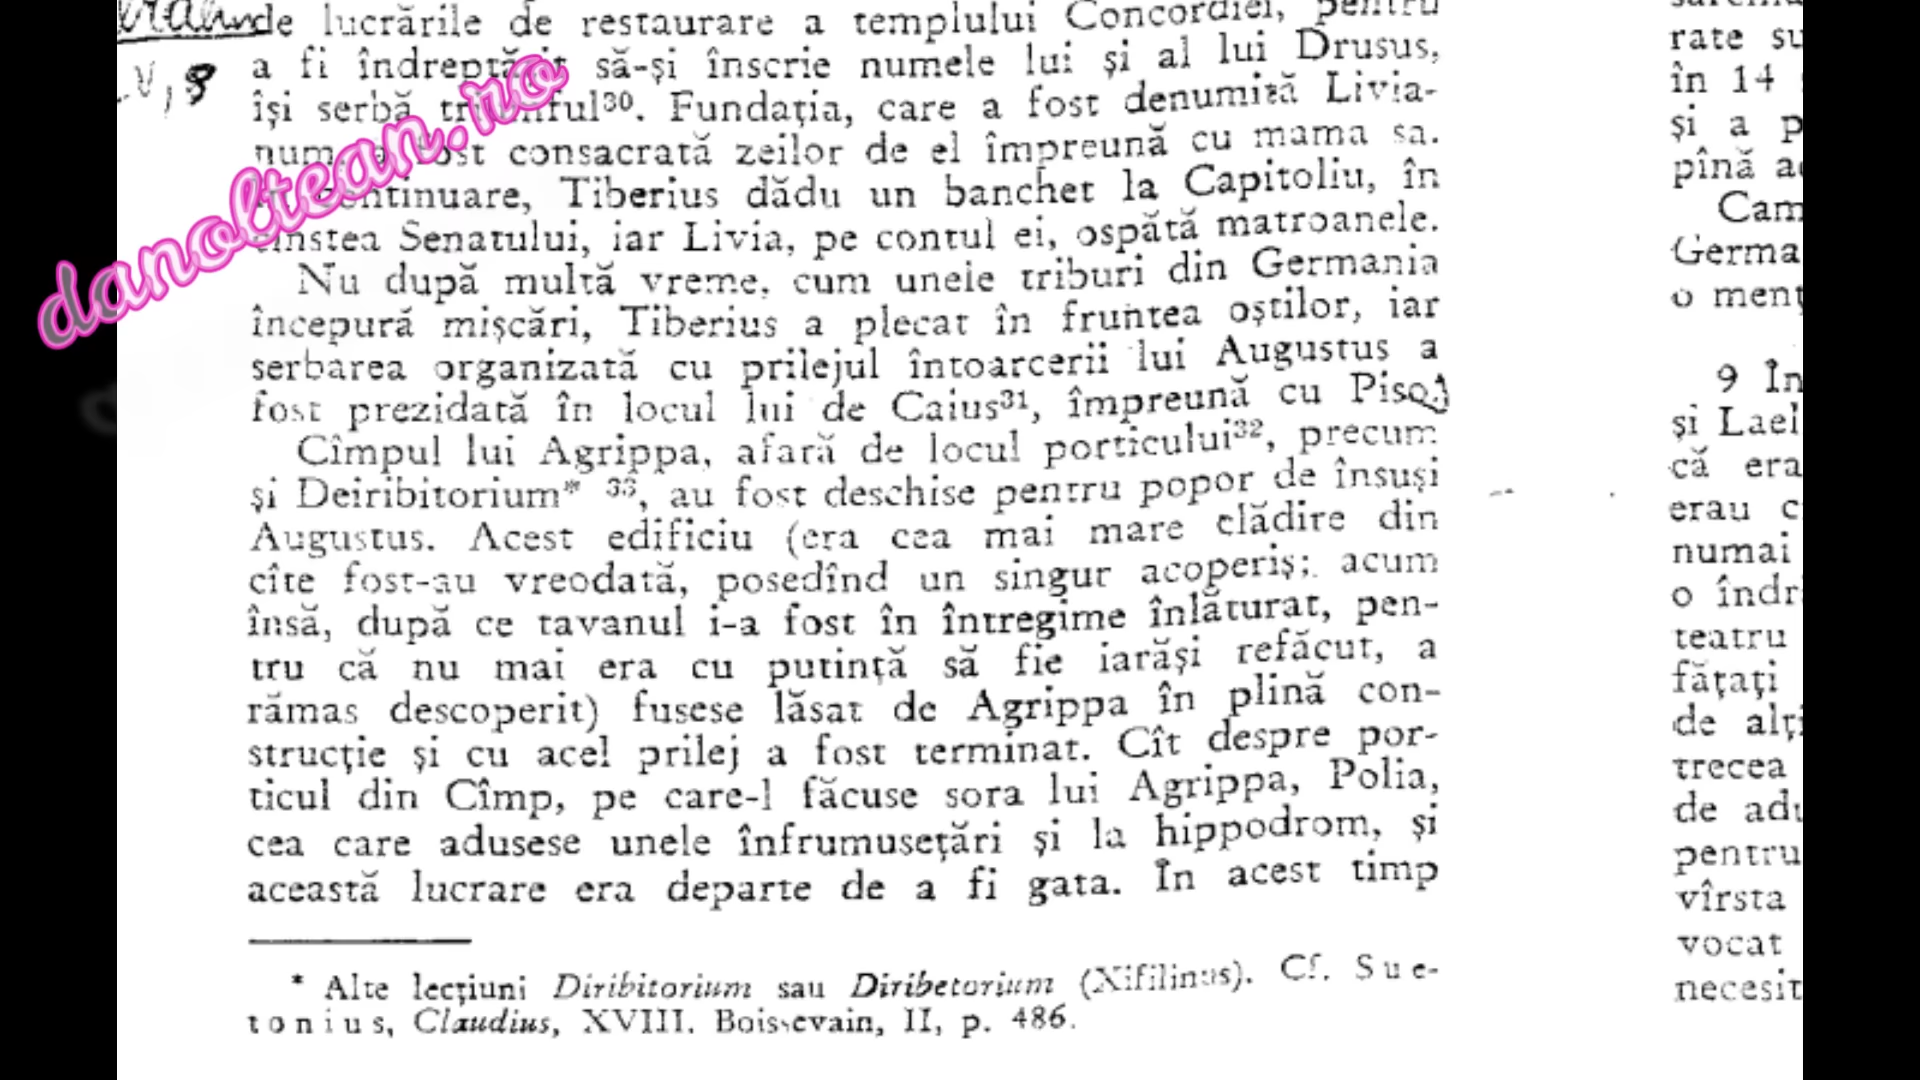 de lucrările de restaurare a templului Concordiei, pentru
V, 8
a fi îndreptățit să-și înscrie numele lui și al lui Drusus,
își serbă triumful30. Fundația, care a fost denumită Livia-
num, a fost consacrată zeilor de el împreună cu mama sa.
În continuare, Tiberius dădu un banchet la Capitoliu, în
cinstea Senatului, iar Livia, pe contul ei, ospătă matroanele.
Nu după multă vreme, cum unele triburi din Germania
începură mișcări, Tiberius a plecat în fruntea oștilor, iar
serbarea organizată cu prilejul întoarcerii lui Augustus a
fost prezidată în locul lui de Caius31, împreună cu Piso.
Cîmpul lui Agrippa, afară de locul porticului32, precum
și Deiribitorium* 33, au fost deschise pentru popor de însuși
Augustus. Acest edificiu (era cea mai mare clădire din
cîte fost-au vreodată, posedînd un singur acoperiș; acum
însă, după ce tavanul i-a fost în întregime înlăturat, pen-
tru că nu mai era cu putință să fie iarăși refăcut, a
rămas descoperit) fusese lăsat de Agrippa în plină con-
strucție și cu acel prilej a fost terminat. Cît despre por-
ticul din Cîmp, pe care-l făcuse sora lui Agrippa, Polia,
cea care adusese unele înfrumusețări și la hippodrom, și
această lucrare era departe de a fi gata. În acest timp
* Alte lecțiuni Diribitorium sau Diribetorium (Xifilinus). Cf. Sue-
tonius, Claudius, XVIII. Boissevain, II, p. 486.
danoltean.ro
rate su
în 14
și a p
pînă a
Cam
Germa
o menț
9 În
și Lael
că era
erau c
numai
o îndr
teatru
fățați
de alți
trecea
de adu
pentru
vîrsta
vocat
necesit